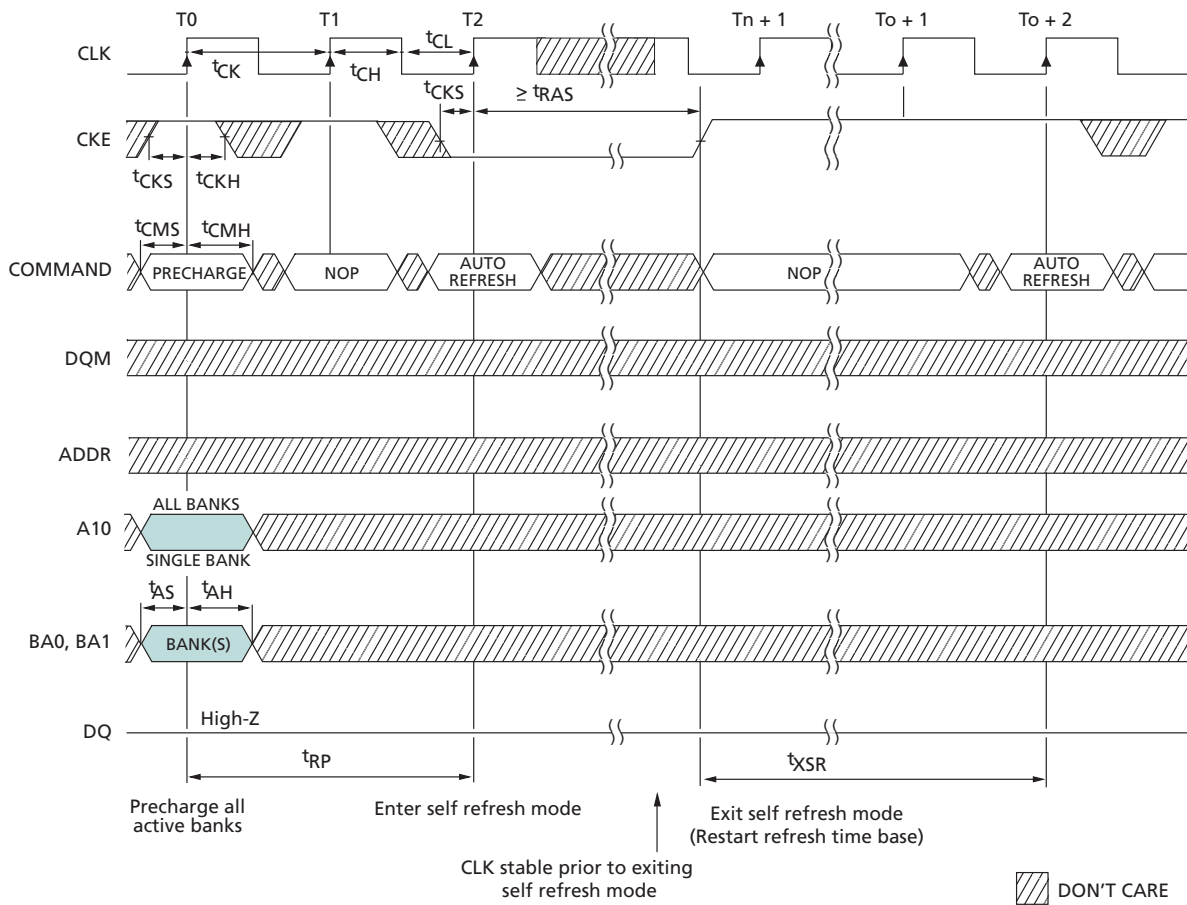 T0 T1 T2 Tn + 1 To + 1 To + 2
CLK
tCK tCH tCL
tCKS ≥ tRAS
CKE
tCKS tCKH
tCMS tCMH
COMMAND PRECHARGE NOP AUTO REFRESH NOP AUTO REFRESH
DQM
ADDR
ALL BANKS
A10
SINGLE BANK
tAS tAH
BA0, BA1 BANK(S)
High-Z
DQ
tRP tXSR
Precharge all
active banks
Enter self refresh mode
Exit self refresh mode
(Restart refresh time base)
CLK stable prior to exiting
self refresh mode
DON'T CARE